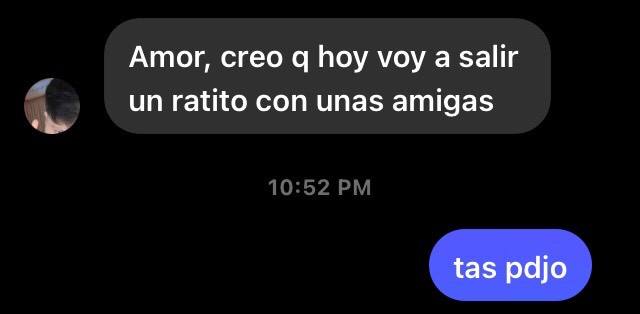 Amor, creo q hoy voy a salir
un ratito con unas amigas
10:52 PM
tas pdjo